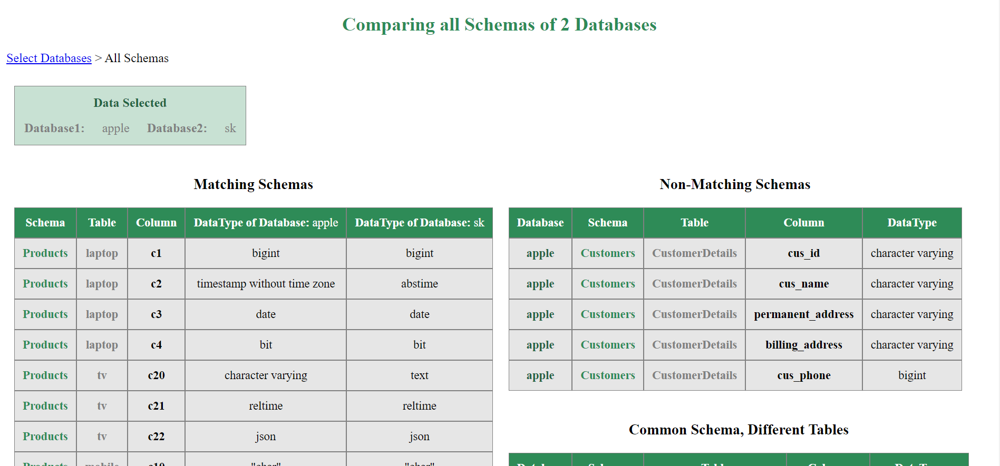 Comparing all Schemas of 2 Databases
Select Databases > All Schemas
Data Selected
Database1: apple Database2: sk
Matching Schemas
Schema Table Column DataType of Database: apple DataType of Database: sk
Products laptop c1 bigint bigint
Products laptop c2 timestamp without time zone abstime
Products laptop c3 date date
Products laptop c4 bit bit
Products tv c20 character varying text
Products tv c21 reltime reltime
Products tv c22 json json
Products mobile c10 "char" "char"
Non-Matching Schemas
Database Schema Table Column DataType
apple Customers CustomerDetails cus_id character varying
apple Customers CustomerDetails cus_name character varying
apple Customers CustomerDetails permanent_address character varying
apple Customers CustomerDetails billing_address character varying
apple Customers CustomerDetails cus_phone bigint
Common Schema, Different Tables
Database Schema Table Column DataType